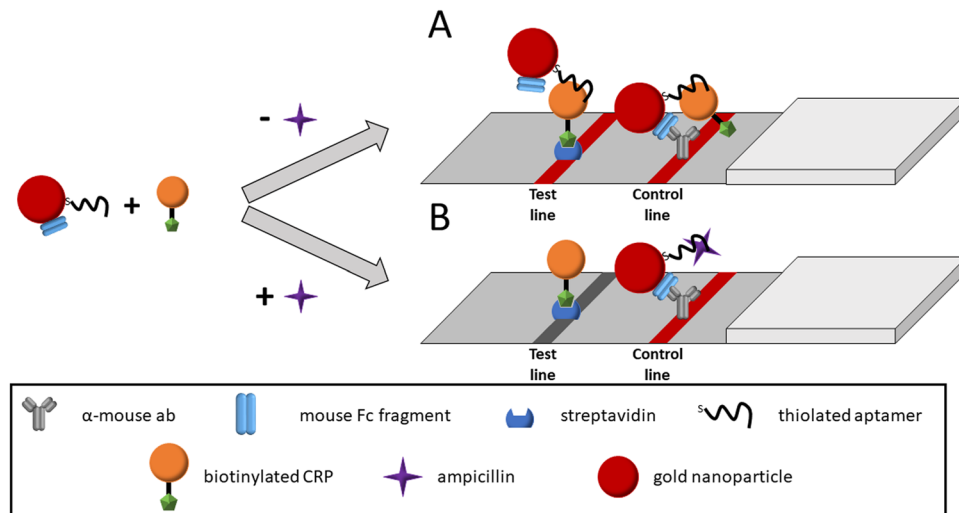 A
-
s
s
s
+
Test
line
Control
line
B
s
+
Test
line
Control
line
α-mouse ab
mouse Fc fragment
streptavidin
s
thiolated aptamer
biotinylated CRP
ampicillin
gold nanoparticle